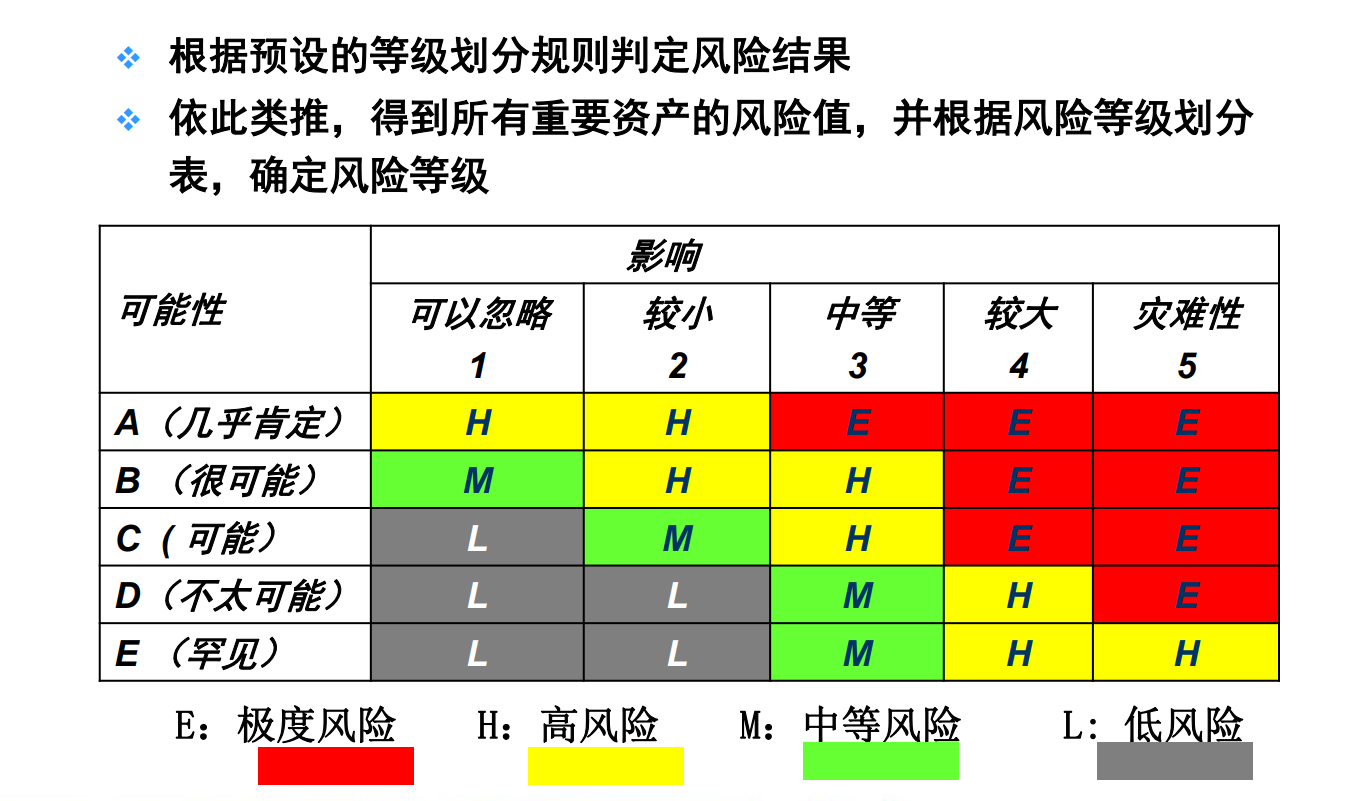 根据预设的等级划分规则判定风险结果
依此类推，得到所有重要资产的风险值，并根据风险等级划分
表，确定风险等级
可能性 影响
可以忽略 较小 中等 较大 灾难性
1 2 3 4 5
A（几乎肯定） H H E E E
B （很可能） M H H E E
C ( 可能） L M H E E
D（不太可能） L L M H E
E （罕见） L L M H H
E：极度风险 H：高风险 M：中等风险 L：低风险